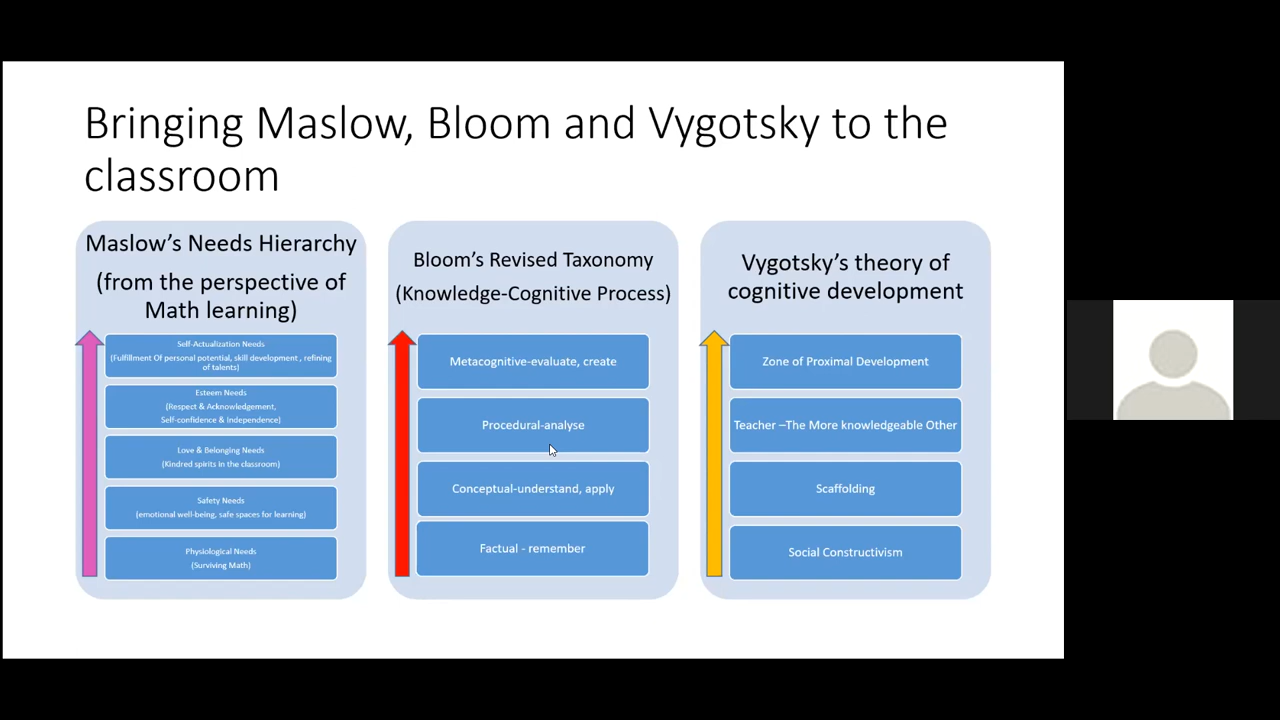 Bringing Maslow, Bloom and Vygotsky to the
classroom
Maslow's Needs Hierarchy
(from the perspective of
Math learning)
Self-Actualization Needs
(Fulfillment Of personal potential, skill development , refining
of talents)
Esteem Needs
(Respect & Acknowledgement,
Self-confidence & Independence)
Love & Belonging Needs
(Kindred spirits in the classroom)
Safety Needs
(emotional well-being, safe spaces for learning)
Physiological Needs
(Surviving Math)
Bloom's Revised Taxonomy
(Knowledge-Cognitive Process)
Metacognitive-evaluate, create
Procedural-analyse
Conceptual-understand, apply
Factual - remember
Vygotsky's theory of
cognitive development
Zone of Proximal Development
Teacher –The More knowledgeable Other
Scaffolding
Social Constructivism